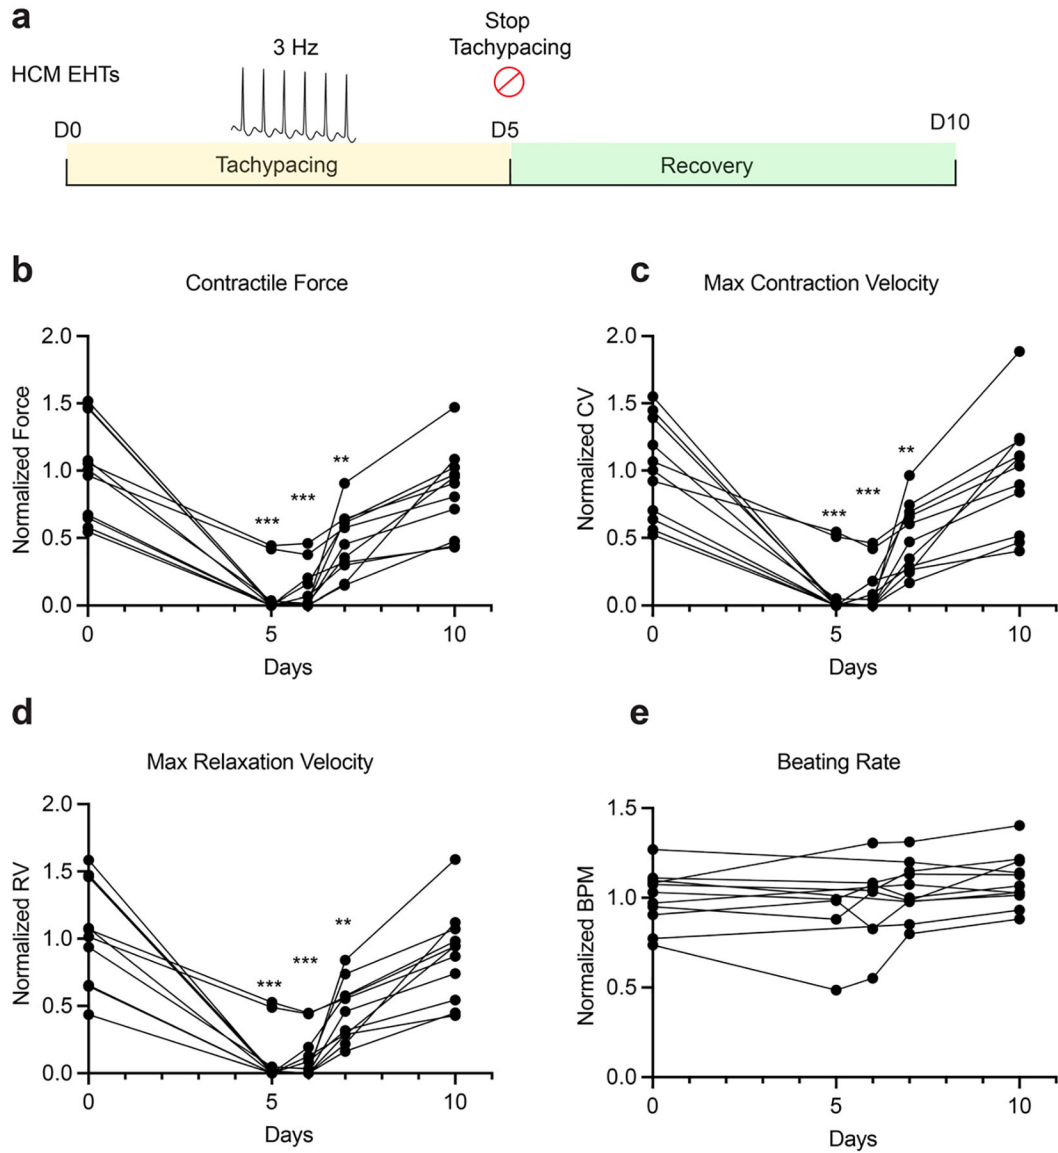 a
Stop
Tachypacing
3 Hz
HCM EHTs
D0
D5
D10
Tachypacing
Recovery
b
Contractile Force
2.0
1.5
1.0
0.5
0.0
Normalized Force
***
***
**
0
5
10
Days
c
Max Contraction Velocity
2.0
1.5
1.0
0.5
0.0
Normalized CV
***
***
**
0
5
10
Days
d
Max Relaxation Velocity
2.0
1.5
1.0
0.5
0.0
Normalized RV
***
***
**
0
5
10
Days
e
Beating Rate
1.5
1.0
0.5
0.0
Normalized BPM
0
5
10
Days